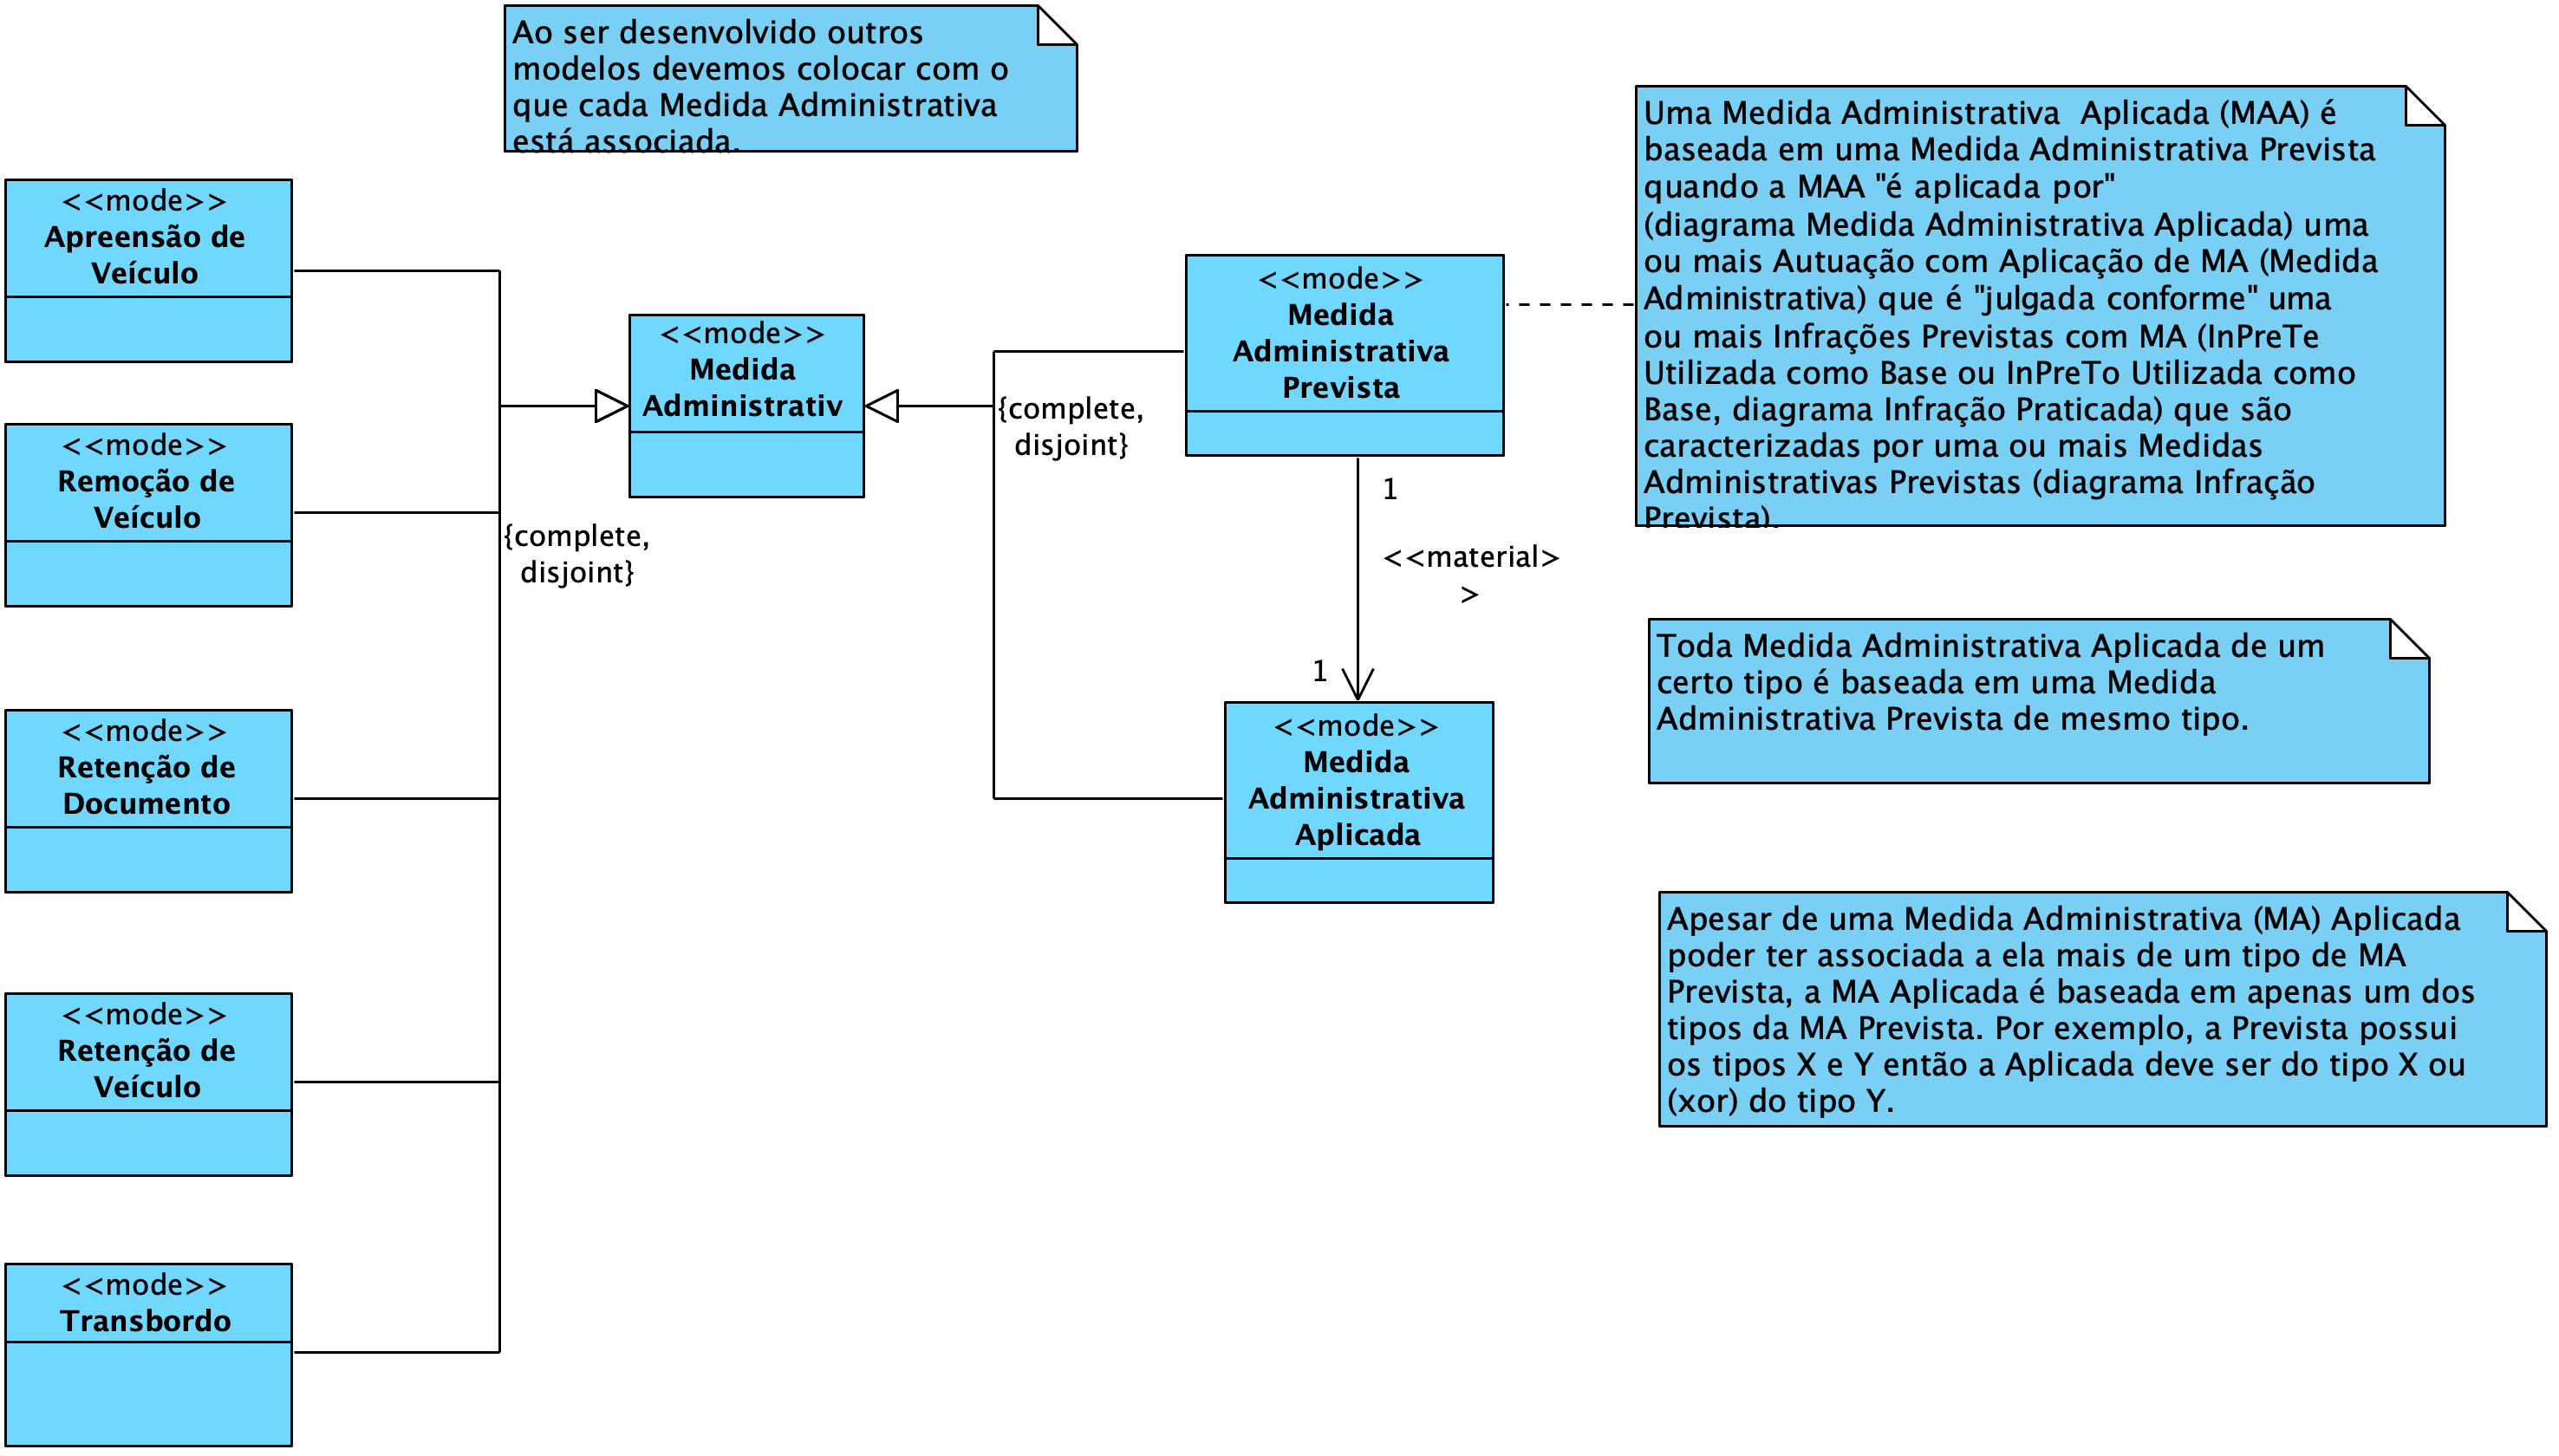 Ao ser desenvolvido outros
modelos devemos colocar com o
que cada Medida Administrativa
está associada.
Uma Medida Administrativa  Aplicada (MAA) é
baseada em uma Medida Administrativa Prevista
quando a MAA "é aplicada por"
(diagrama Medida Administrativa Aplicada) uma
ou mais Autuação com Aplicação de MA (Medida
Administrativa) que é "julgada conforme" uma
ou mais Infrações Previstas com MA (InPreTe
Utilizada como Base ou InPreTo Utilizada como
Base, diagrama Infração Praticada) que são
caracterizadas por uma ou mais Medidas
Administrativas Previstas (diagrama Infração
Prevista).
<<mode>>
Apreensão de
Veículo
<<mode>>
Medida
Administrativ
<<mode>>
Medida
Administrativa
Prevista
{complete,
disjoint}
<<mode>>
Remoção de
Veículo
{complete,
disjoint}
1
<<material>
>
1
Toda Medida Administrativa Aplicada de um
certo tipo é baseada em uma Medida
Administrativa Prevista de mesmo tipo.
<<mode>>
Retenção de
Documento
<<mode>>
Medida
Administrativa
Aplicada
Apesar de uma Medida Administrativa (MA) Aplicada
poder ter associada a ela mais de um tipo de MA
Prevista, a MA Aplicada é baseada em apenas um dos
tipos da MA Prevista. Por exemplo, a Prevista possui
os tipos X e Y então a Aplicada deve ser do tipo X ou
(xor) do tipo Y.
<<mode>>
Retenção de
Veículo
<<mode>>
Transbordo